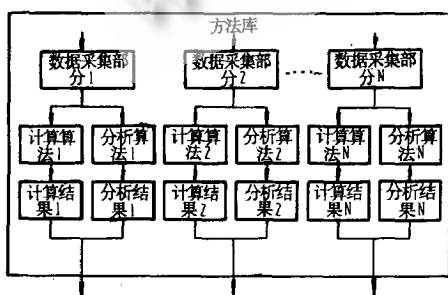 方法库
数据采集部
分1
数据采集部
分2
数据采集部
分N
计算算
法1
分析算
法1
计算算
法2
分析算
法2
计算算
法N
分析算
法N
计算结
果1
分析结
果1
计算结
果2
分析结
果2
计算结
果N
分析结
果N